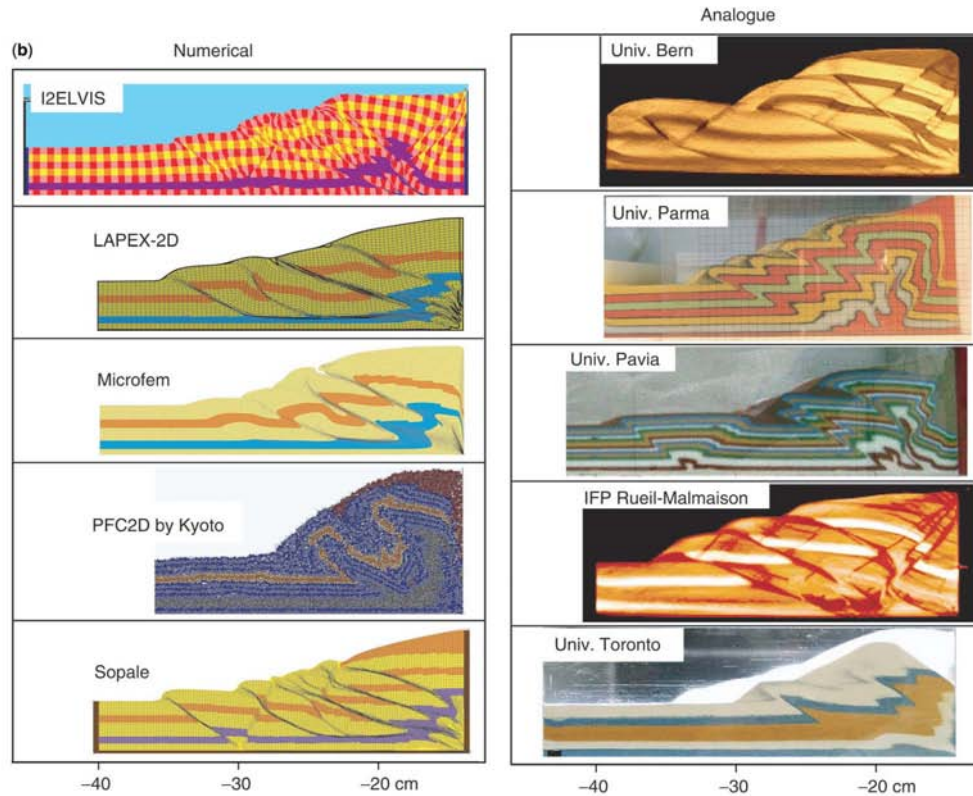 (b)
Numerical
I2ELVIS
LAPEX-2D
Microfem
PFC2D by Kyoto
Sopale
−40
−30
−20 cm
Analogue
Univ. Bern
Univ. Parma
Univ. Pavia
IFP Rueil-Malmaison
Univ. Toronto
−40
−30
−20 cm